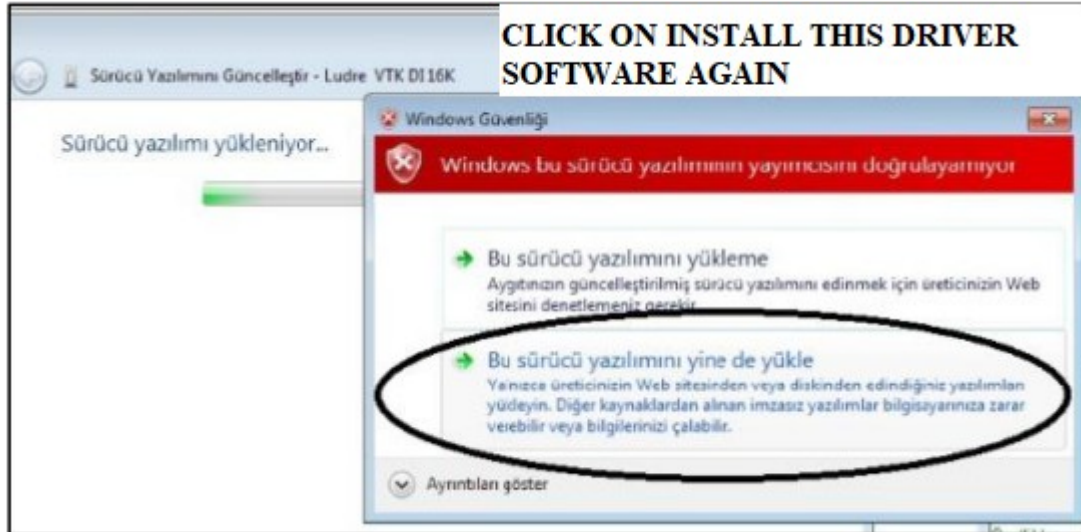 CLICK ON INSTALL THIS DRIVER
SOFTWARE AGAIN
Sürücü Yazılımını Güncelleştir - Ludre VTK DI16K
Sürücü yazılımı yükleniyor...
Windows Güvenliği
Windows bu sürücü yazılımının yayımcısını doğrulayamıyor
Bu sürücü yazılımını yükleme
Aygıtınızın güncelleştirilmiş sürücü yazılımını edinmek için üreticinizin Web
sitesini denetlemeniz gerekir.
Bu sürücü yazılımını yine de yükle
Yalnızca üreticinizin Web sitesinden veya diskinden edindiğiniz yazılımları
yükleyin. Diğer kaynaklardan alınan imzasız yazılımlar bilgisayarınıza zarar
verebilir veya bilgilerinizi çalabilir.
Ayrıntıları göster